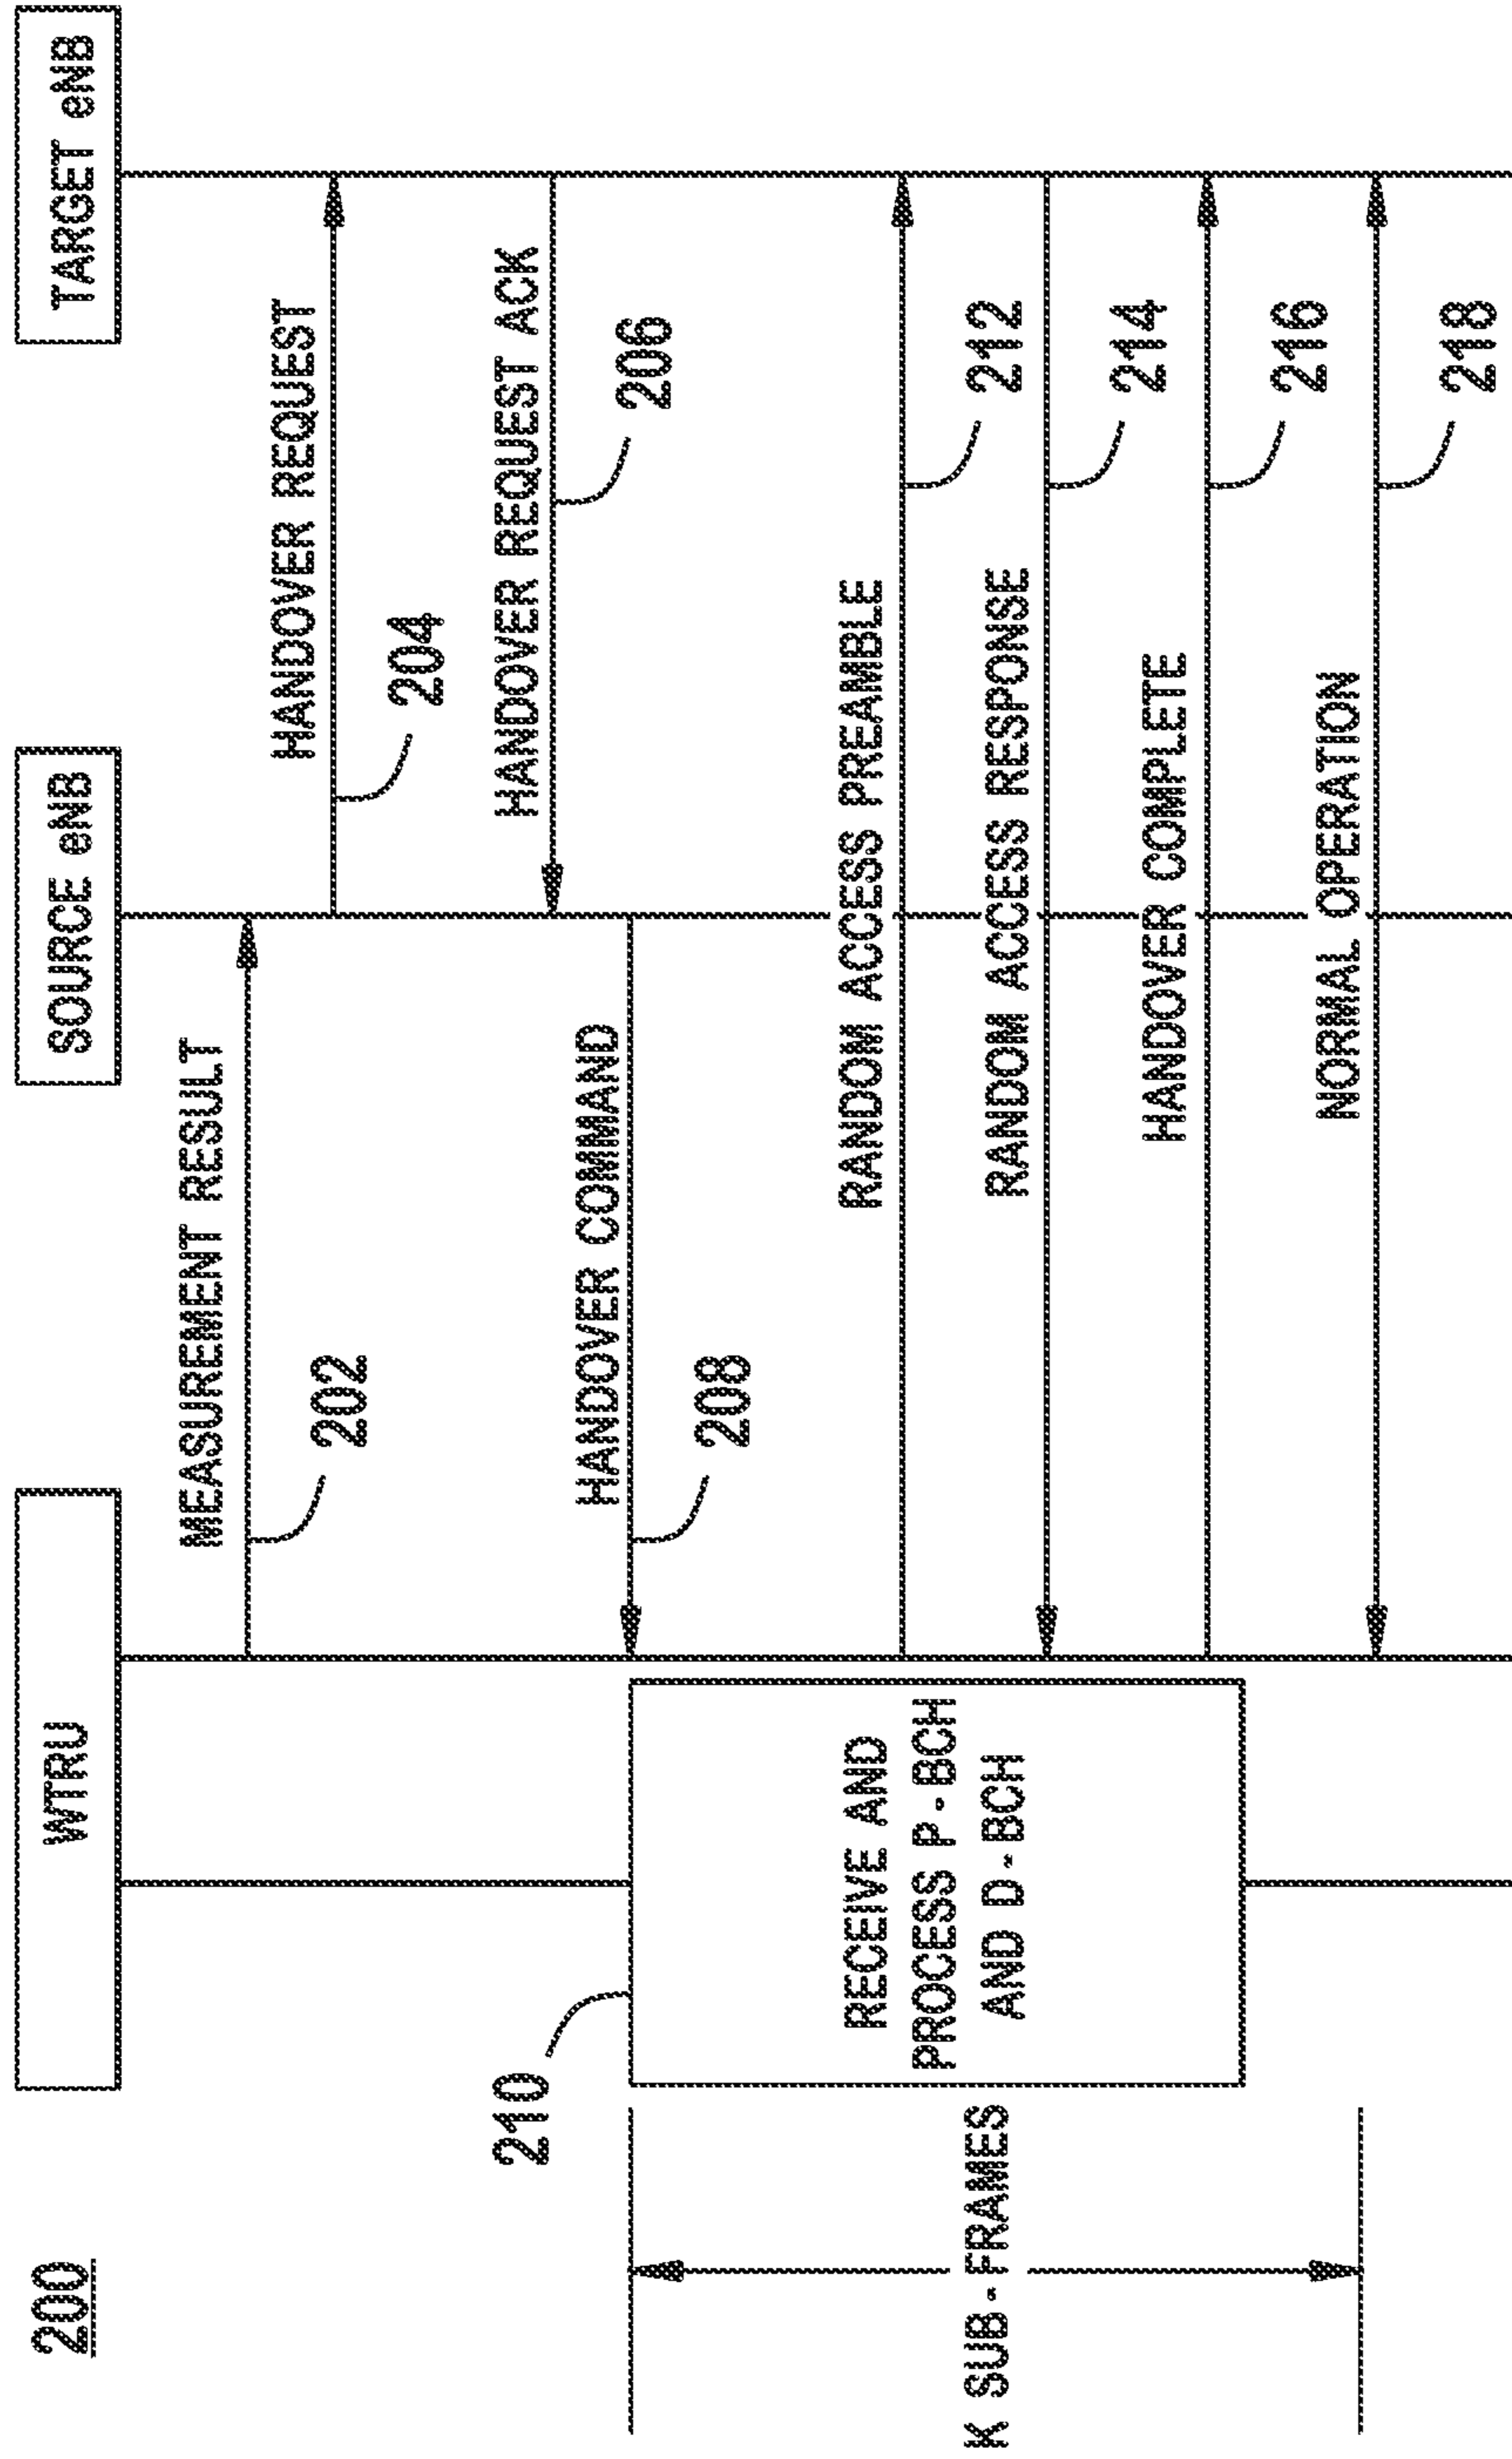 200
WTRU
SOURCE eNB
TARGET eNB
MEASUREMENT RESULT
202
HANDOVER REQUEST
204
HANDOVER REQUEST ACK
206
HANDOVER COMMAND
208
210
RECEIVE AND
PROCESS P-BCH
AND D-BCH
K SUB-FRAMES
RANDOM ACCESS PREAMBLE
212
RANDOM ACCESS RESPONSE
214
HANDOVER COMPLETE
216
NORMAL OPERATION
218